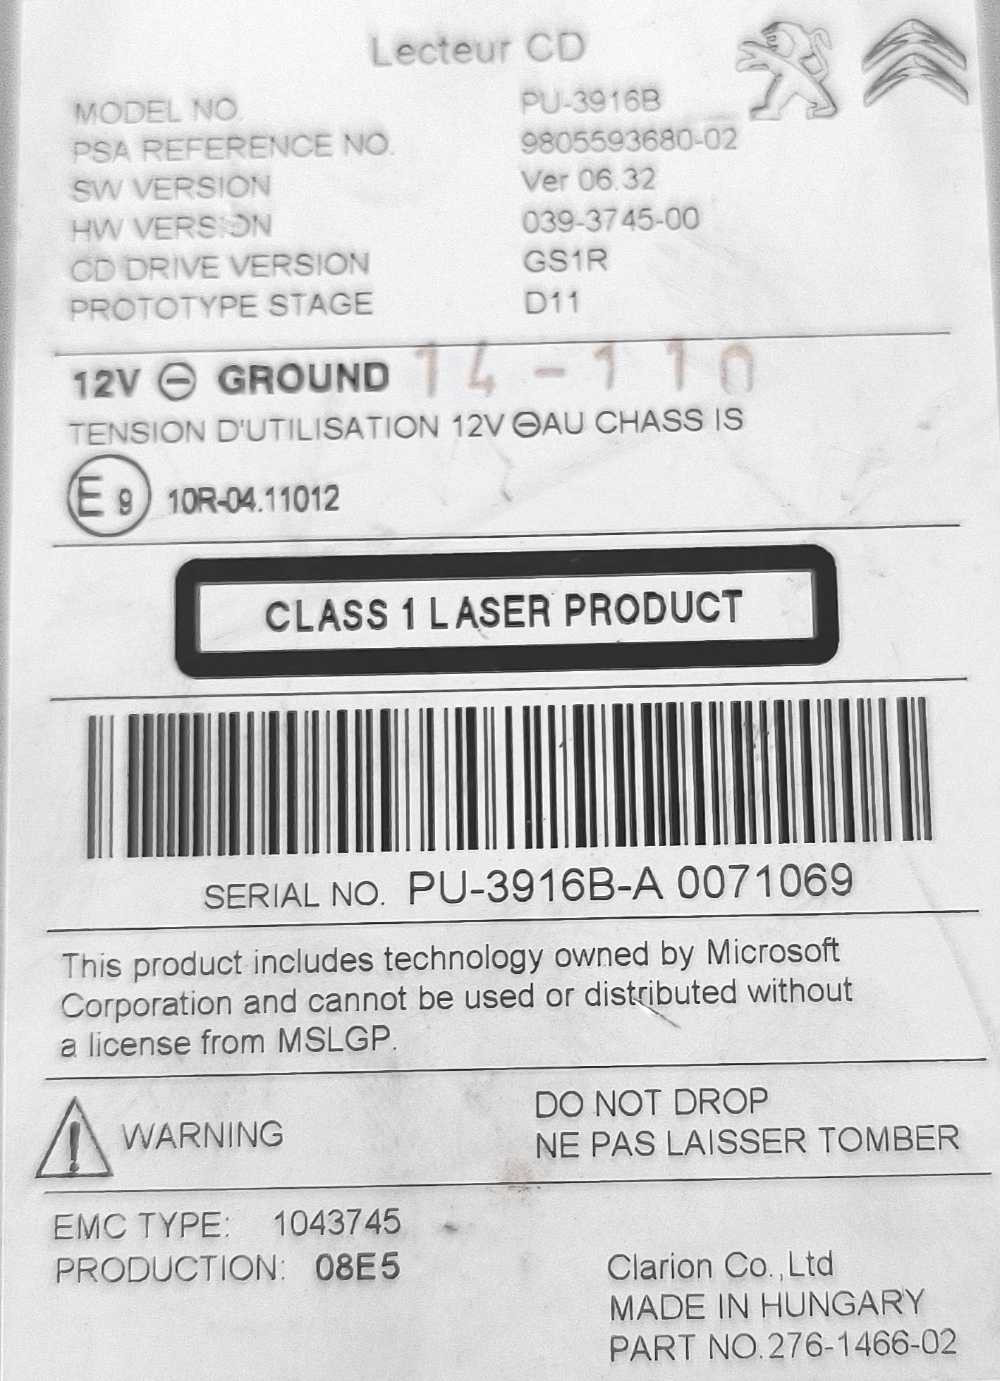 Lecteur CD
MODEL NO. PU-3916B
PSA REFERENCE NO. 9805593680-02
SW VERSION Ver 06.32
HW VERSION 039-3745-00
CD DRIVE VERSION GS1R
PROTOTYPE STAGE D11
12V ⊖ GROUND 14-110
TENSION D'UTILISATION 12V ⊖AU CHASS IS
E9 10R-04.11012
CLASS 1 LASER PRODUCT
SERIAL NO. PU-3916B-A 0071069
This product includes technology owned by Microsoft
Corporation and cannot be used or distributed without
a license from MSLGP.
WARNING
DO NOT DROP
NE PAS LAISSER TOMBER
EMC TYPE: 1043745
PRODUCTION: 08E5
Clarion Co.,Ltd
MADE IN HUNGARY
PART NO.276-1466-02